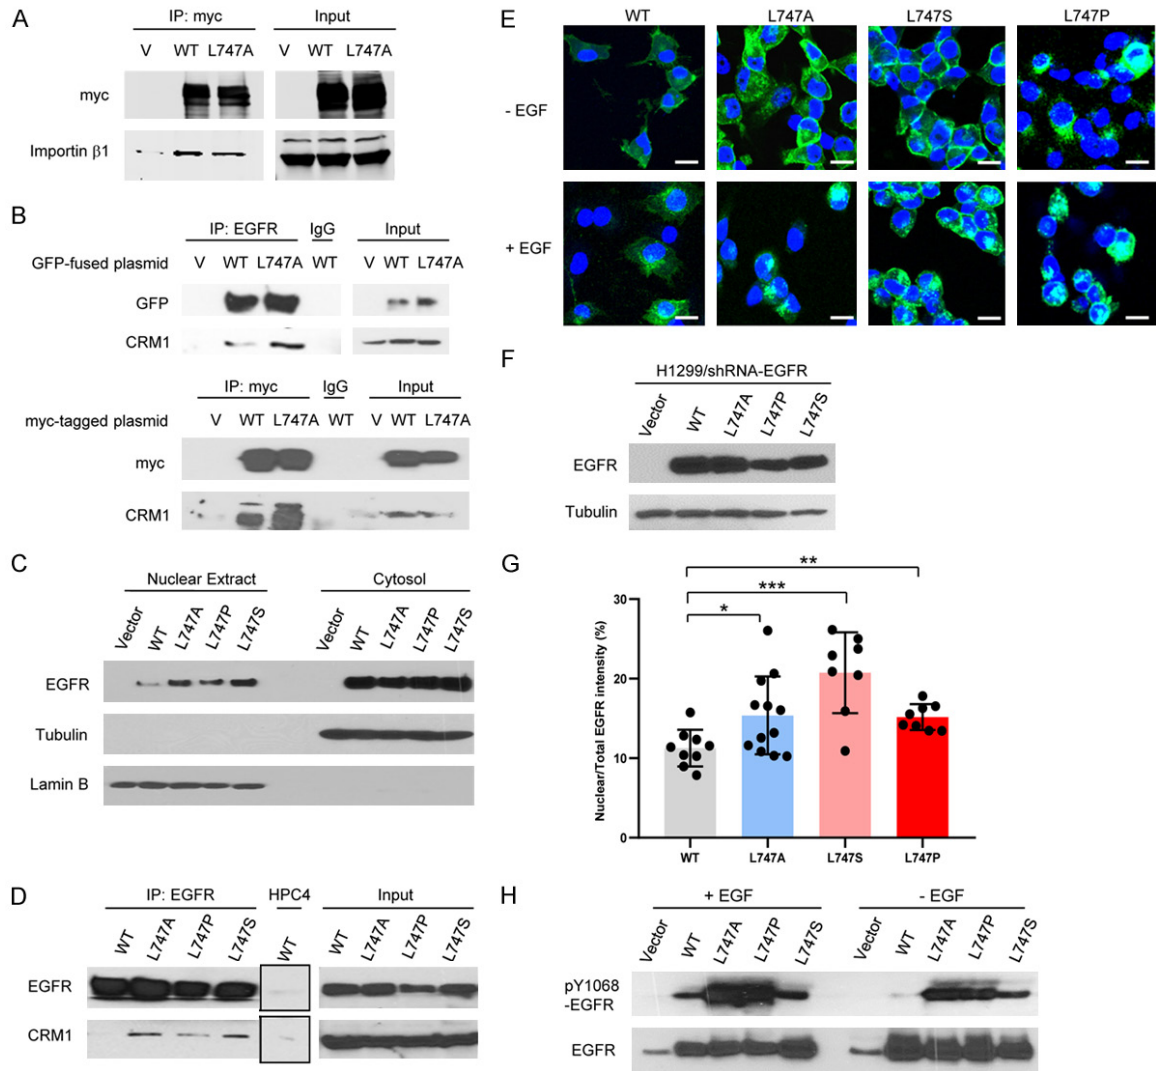 A
IP: myc Input
V WT L747A V WT L747A
myc
Importin β1
B
IP: EGFR IgG Input
GFP-fused plasmid V WT L747A WT V WT L747A
GFP
CRM1
IP: myc IgG Input
myc-tagged plasmid V WT L747A WT V WT L747A
myc
CRM1
C
Nuclear Extract Cytosol
Vector WT L747A L747P L747S Vector WT L747A L747P L747S
EGFR
Tubulin
Lamin B
D
IP: EGFR HPC4 Input
WT L747A L747P L747S WT WT L747A L747P L747S
EGFR
CRM1
E
WT L747A L747S L747P
- EGF
+ EGF
F
H1299/shRNA-EGFR
Vector WT L747A L747P L747S
EGFR
Tubulin
G
**
***
*
Nuclear/Total EGFR intensity (%)
30
20
10
0
WT L747A L747S L747P
H
+ EGF - EGF
Vector WT L747A L747P L747S Vector WT L747A L747P L747S
pY1068
-EGFR
EGFR